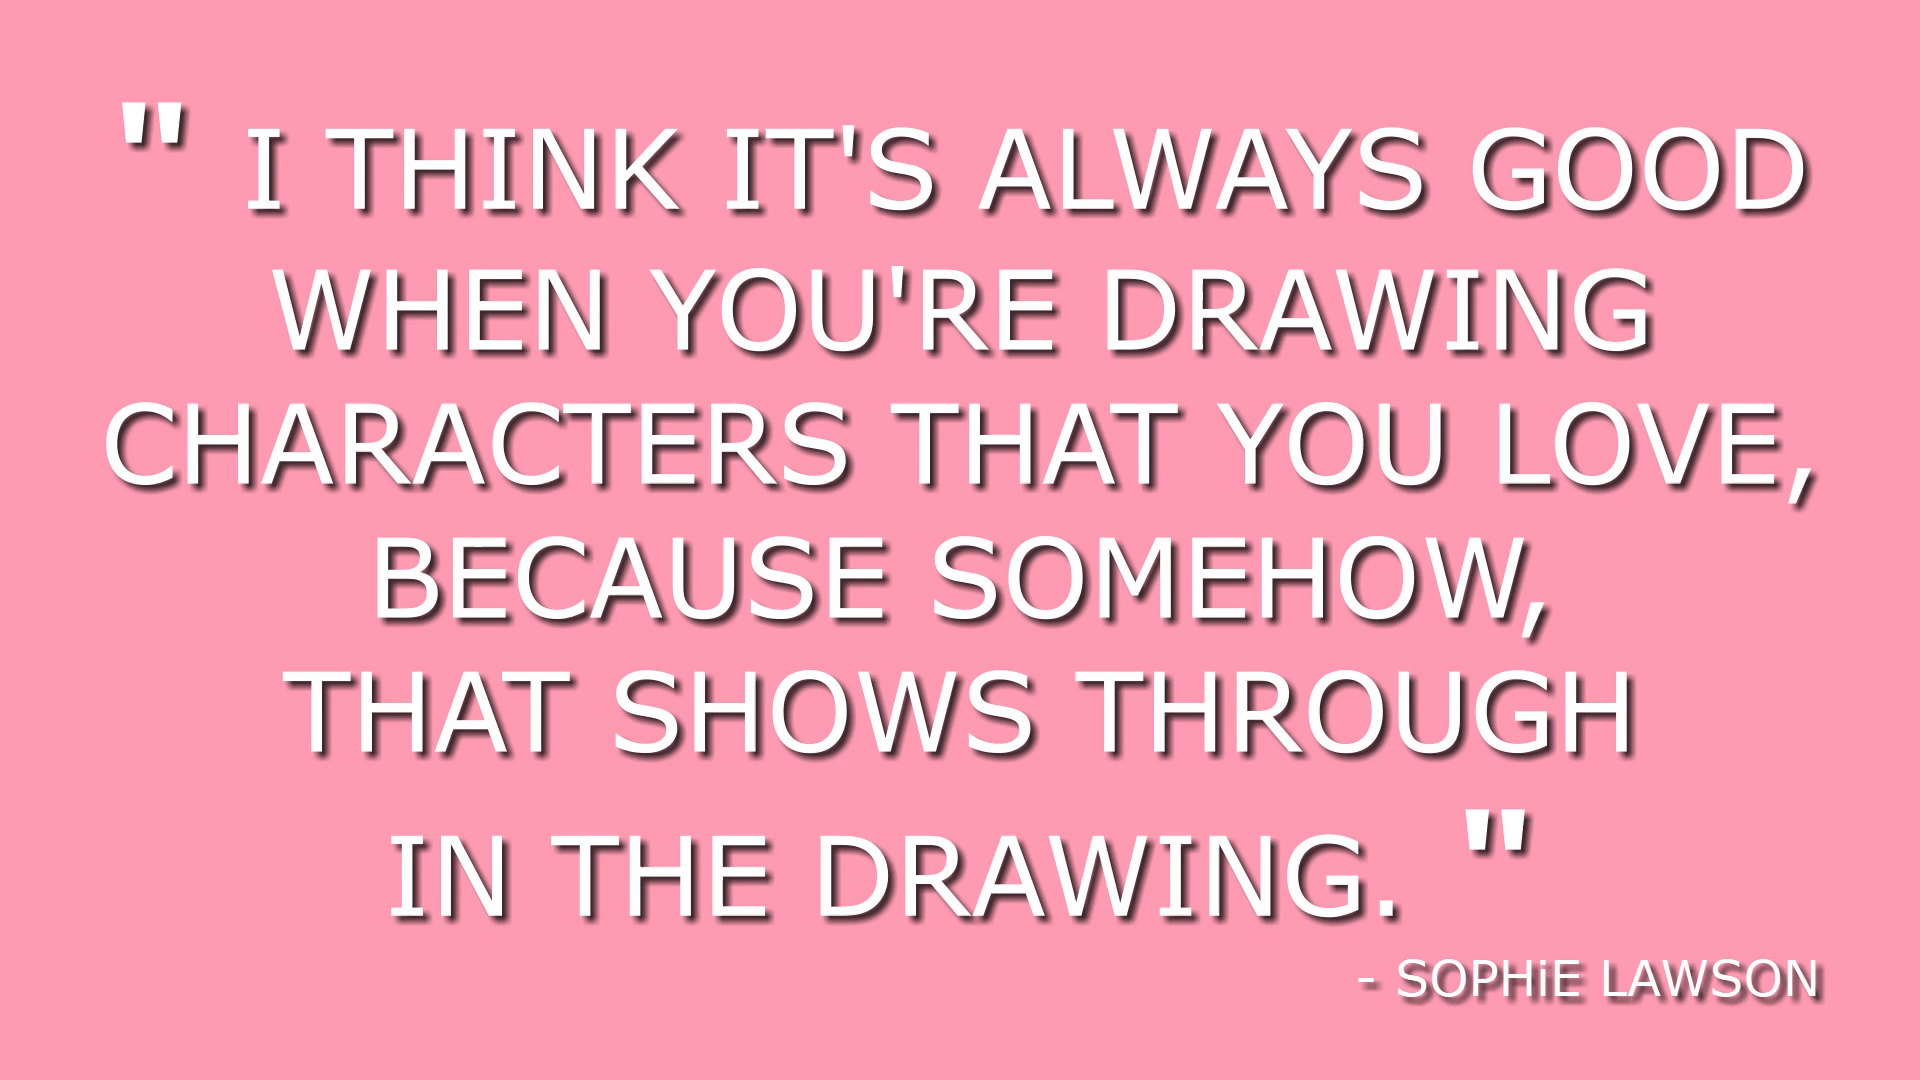 " I THINK IT'S ALWAYS GOOD
WHEN YOU'RE DRAWING
CHARACTERS THAT YOU LOVE,
BECAUSE SOMEHOW,
THAT SHOWS THROUGH
IN THE DRAWING. "
- SOPHiE LAWSON